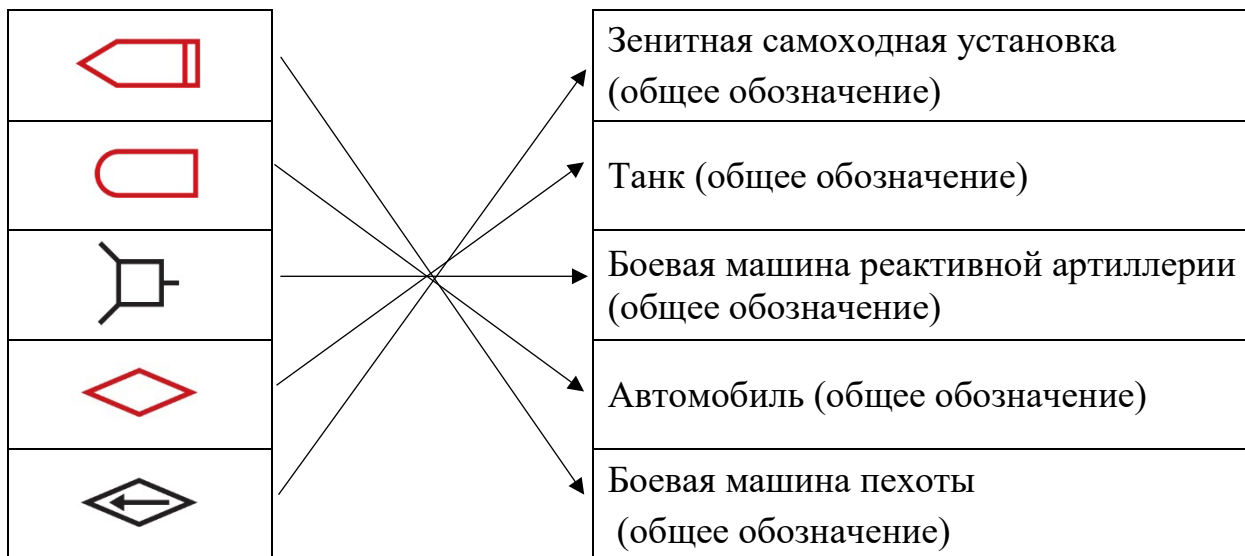 Зенитная самоходная установка
(общее обозначение)
Танк (общее обозначение)
Боевая машина реактивной артиллерии
(общее обозначение)
Автомобиль (общее обозначение)
Боевая машина пехоты
(общее обозначение)